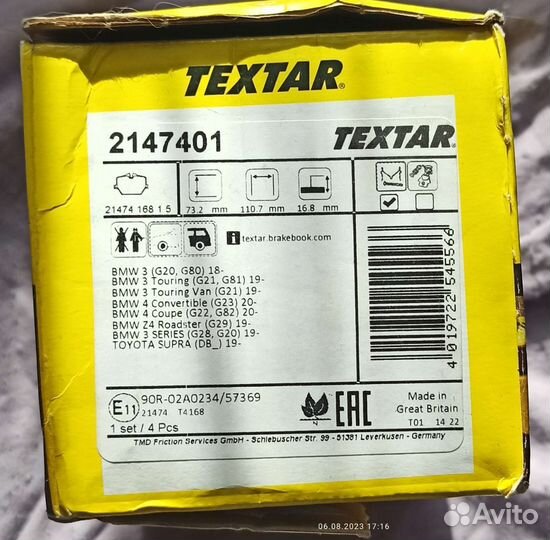 TEXTAR®
2147401
TEXTAR®
21474 168 1 5
73.2 mm
110.7 mm
16.8 mm
i textar.brakebook.com
BMW 3 (G20, G80) 18-
BMW 3 Touring (G21, G81) 19-
BMW 3 Touring Van (G21) 19-
BMW 4 Convertible (G23) 20-
BMW 4 Coupe (G22, G82) 20-
BMW Z4 Roadster (G29) 19-
BMW 3 SERIES (G28, G20) 19-
TOYOTA SUPRA (DB_) 19-
4 019722 545566
E11
90R-02A0234/57369
21474 T4168
1 set / 4 Pcs
EAC
Made in
Great Britain
T01 14 22
TMD Friction Services GmbH - Schlebuscher Str. 99 - 51381 Leverkusen - Germany
06.08.2023 17:16
Avito